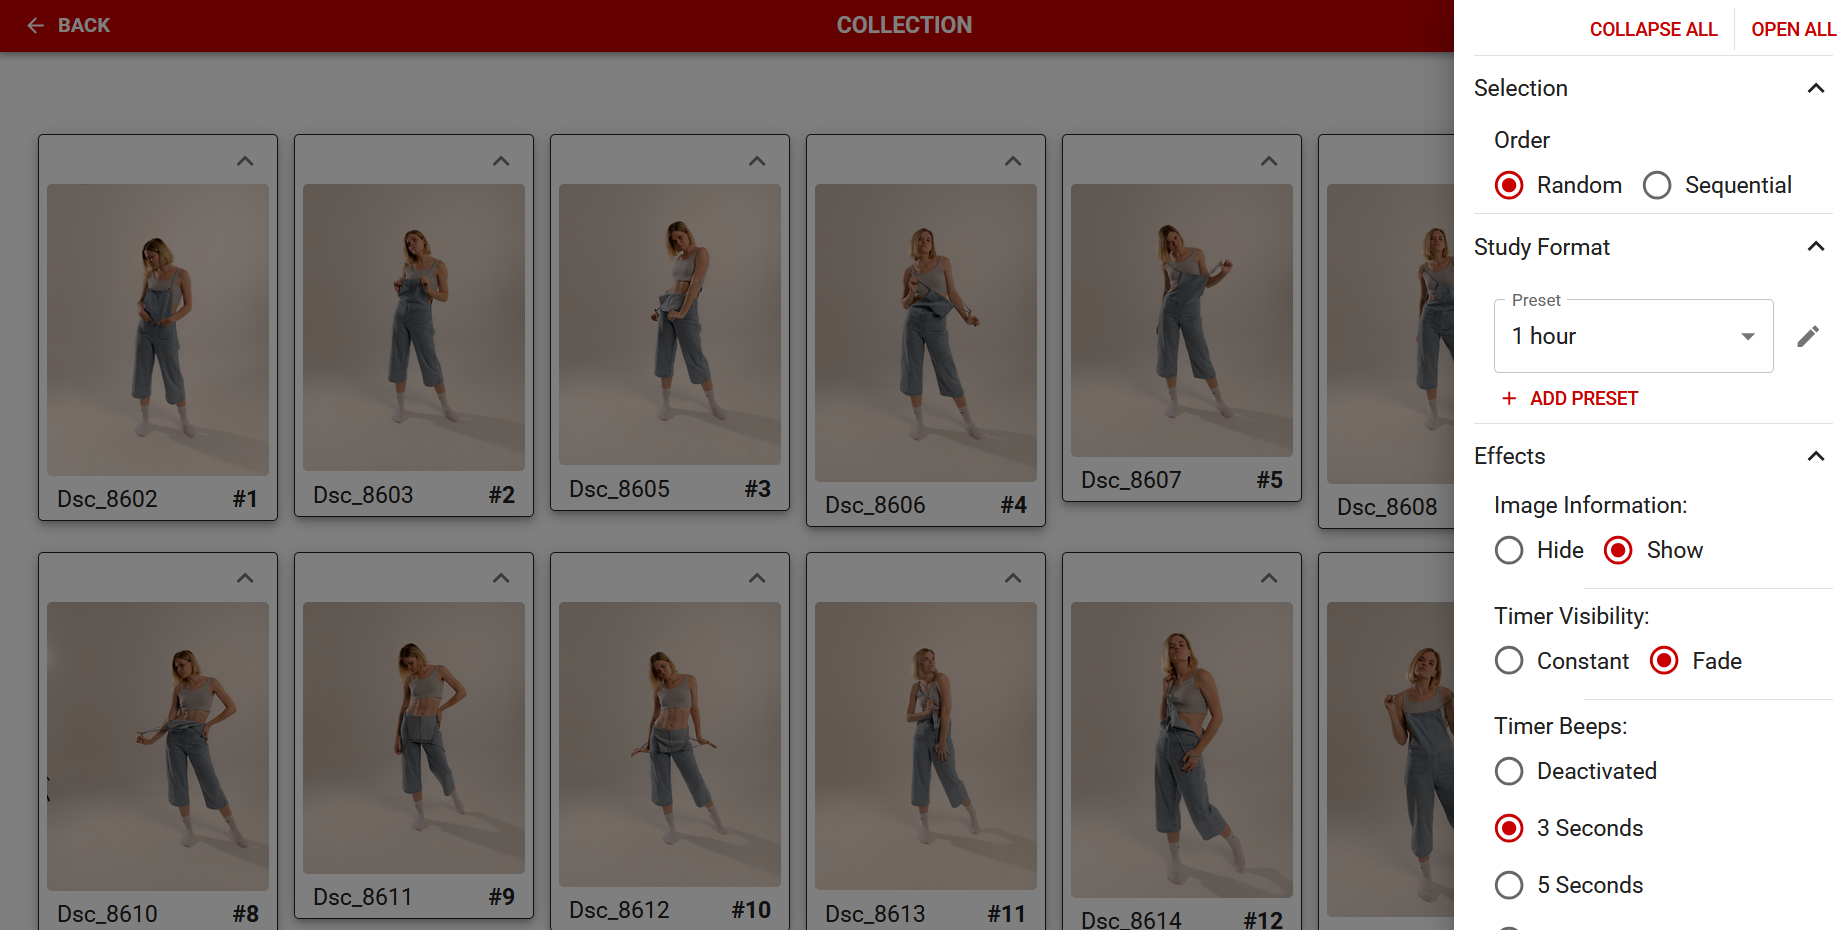 BACK
COLLECTION
COLLAPSE ALL
OPEN ALL
Selection
Order
Random
Sequential
Study Format
Preset
1 hour
+ ADD PRESET
Effects
Image Information:
Hide
Show
Timer Visibility:
Constant
Fade
Timer Beeps:
Deactivated
3 Seconds
5 Seconds
Dsc_8602 #1
Dsc_8603 #2
Dsc_8605 #3
Dsc_8606 #4
Dsc_8607 #5
Dsc_8608
Dsc_8610 #8
Dsc_8611 #9
Dsc_8612 #10
Dsc_8613 #11
Dsc_8614 #12